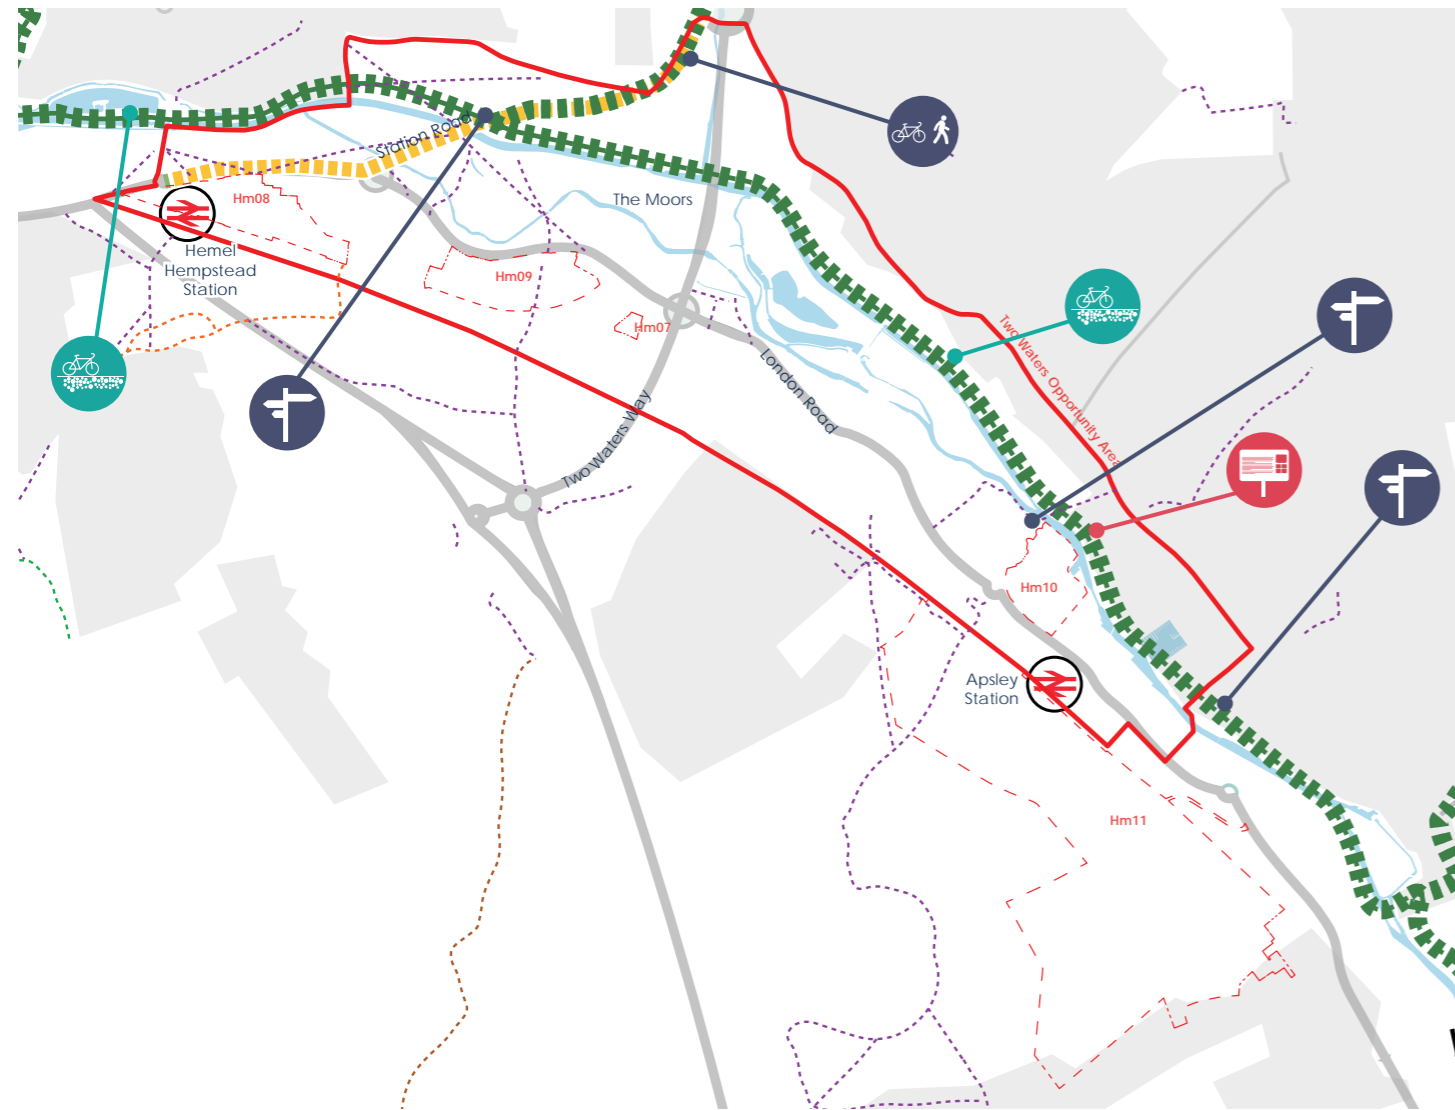 Station Road
Hm08
The Moors
Hemel
Hempstead
Station
Hm09
Hm07
Two Waters Opportunity Area
London Road
Two Waters Way
Hm10
Apsley
Station
Hm11